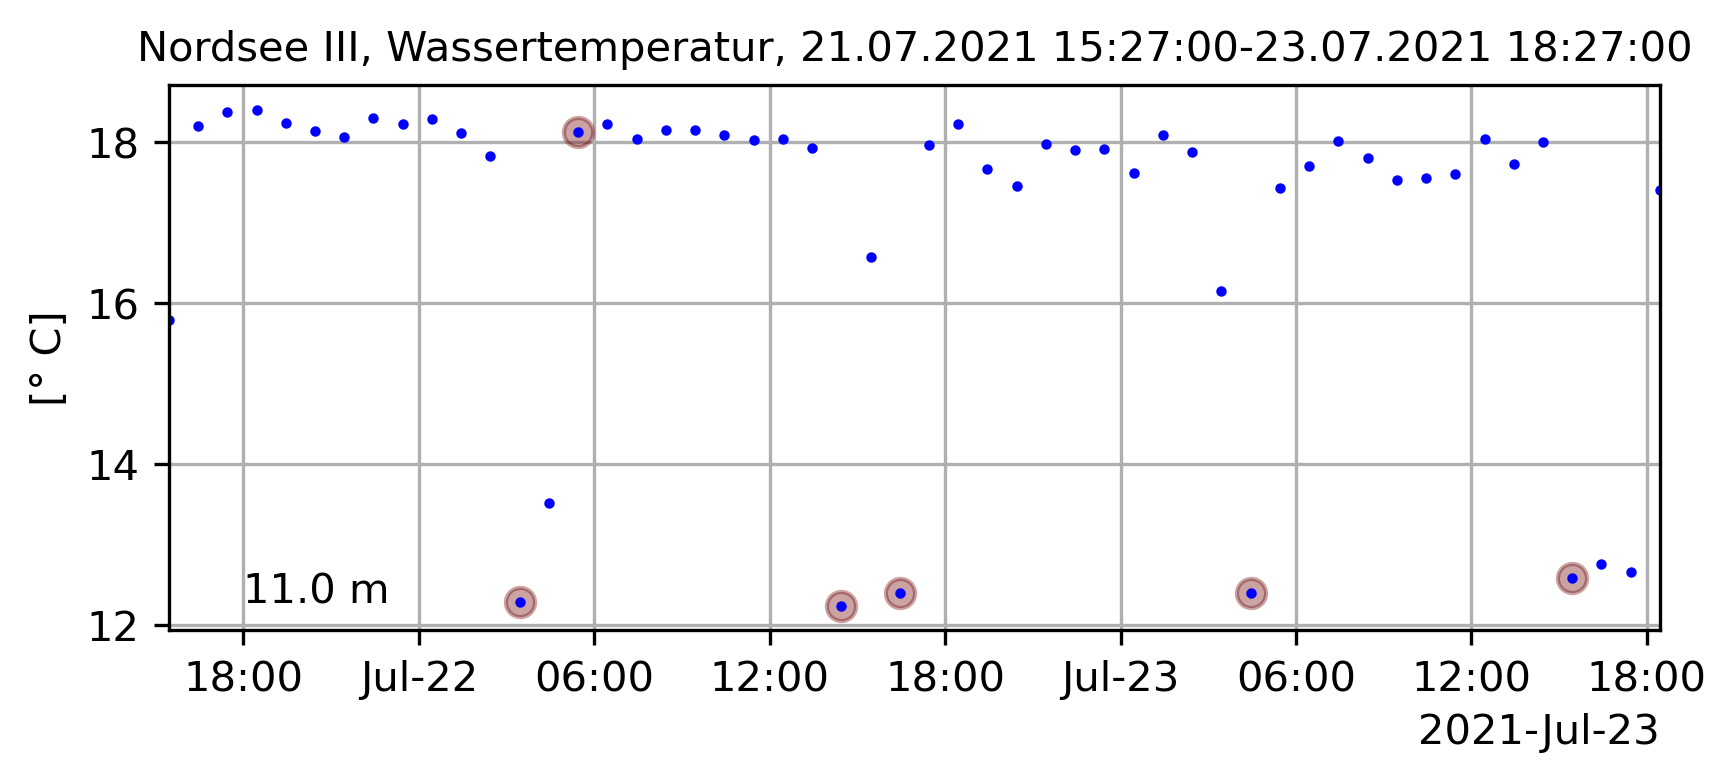 Nordsee III, Wassertemperatur, 21.07.2021 15:27:00-23.07.2021 18:27:00
18
16
[° C]
14
11.0 m
12
18:00 Jul-22 06:00 12:00 18:00 Jul-23 06:00 12:00 18:00
2021-Jul-23